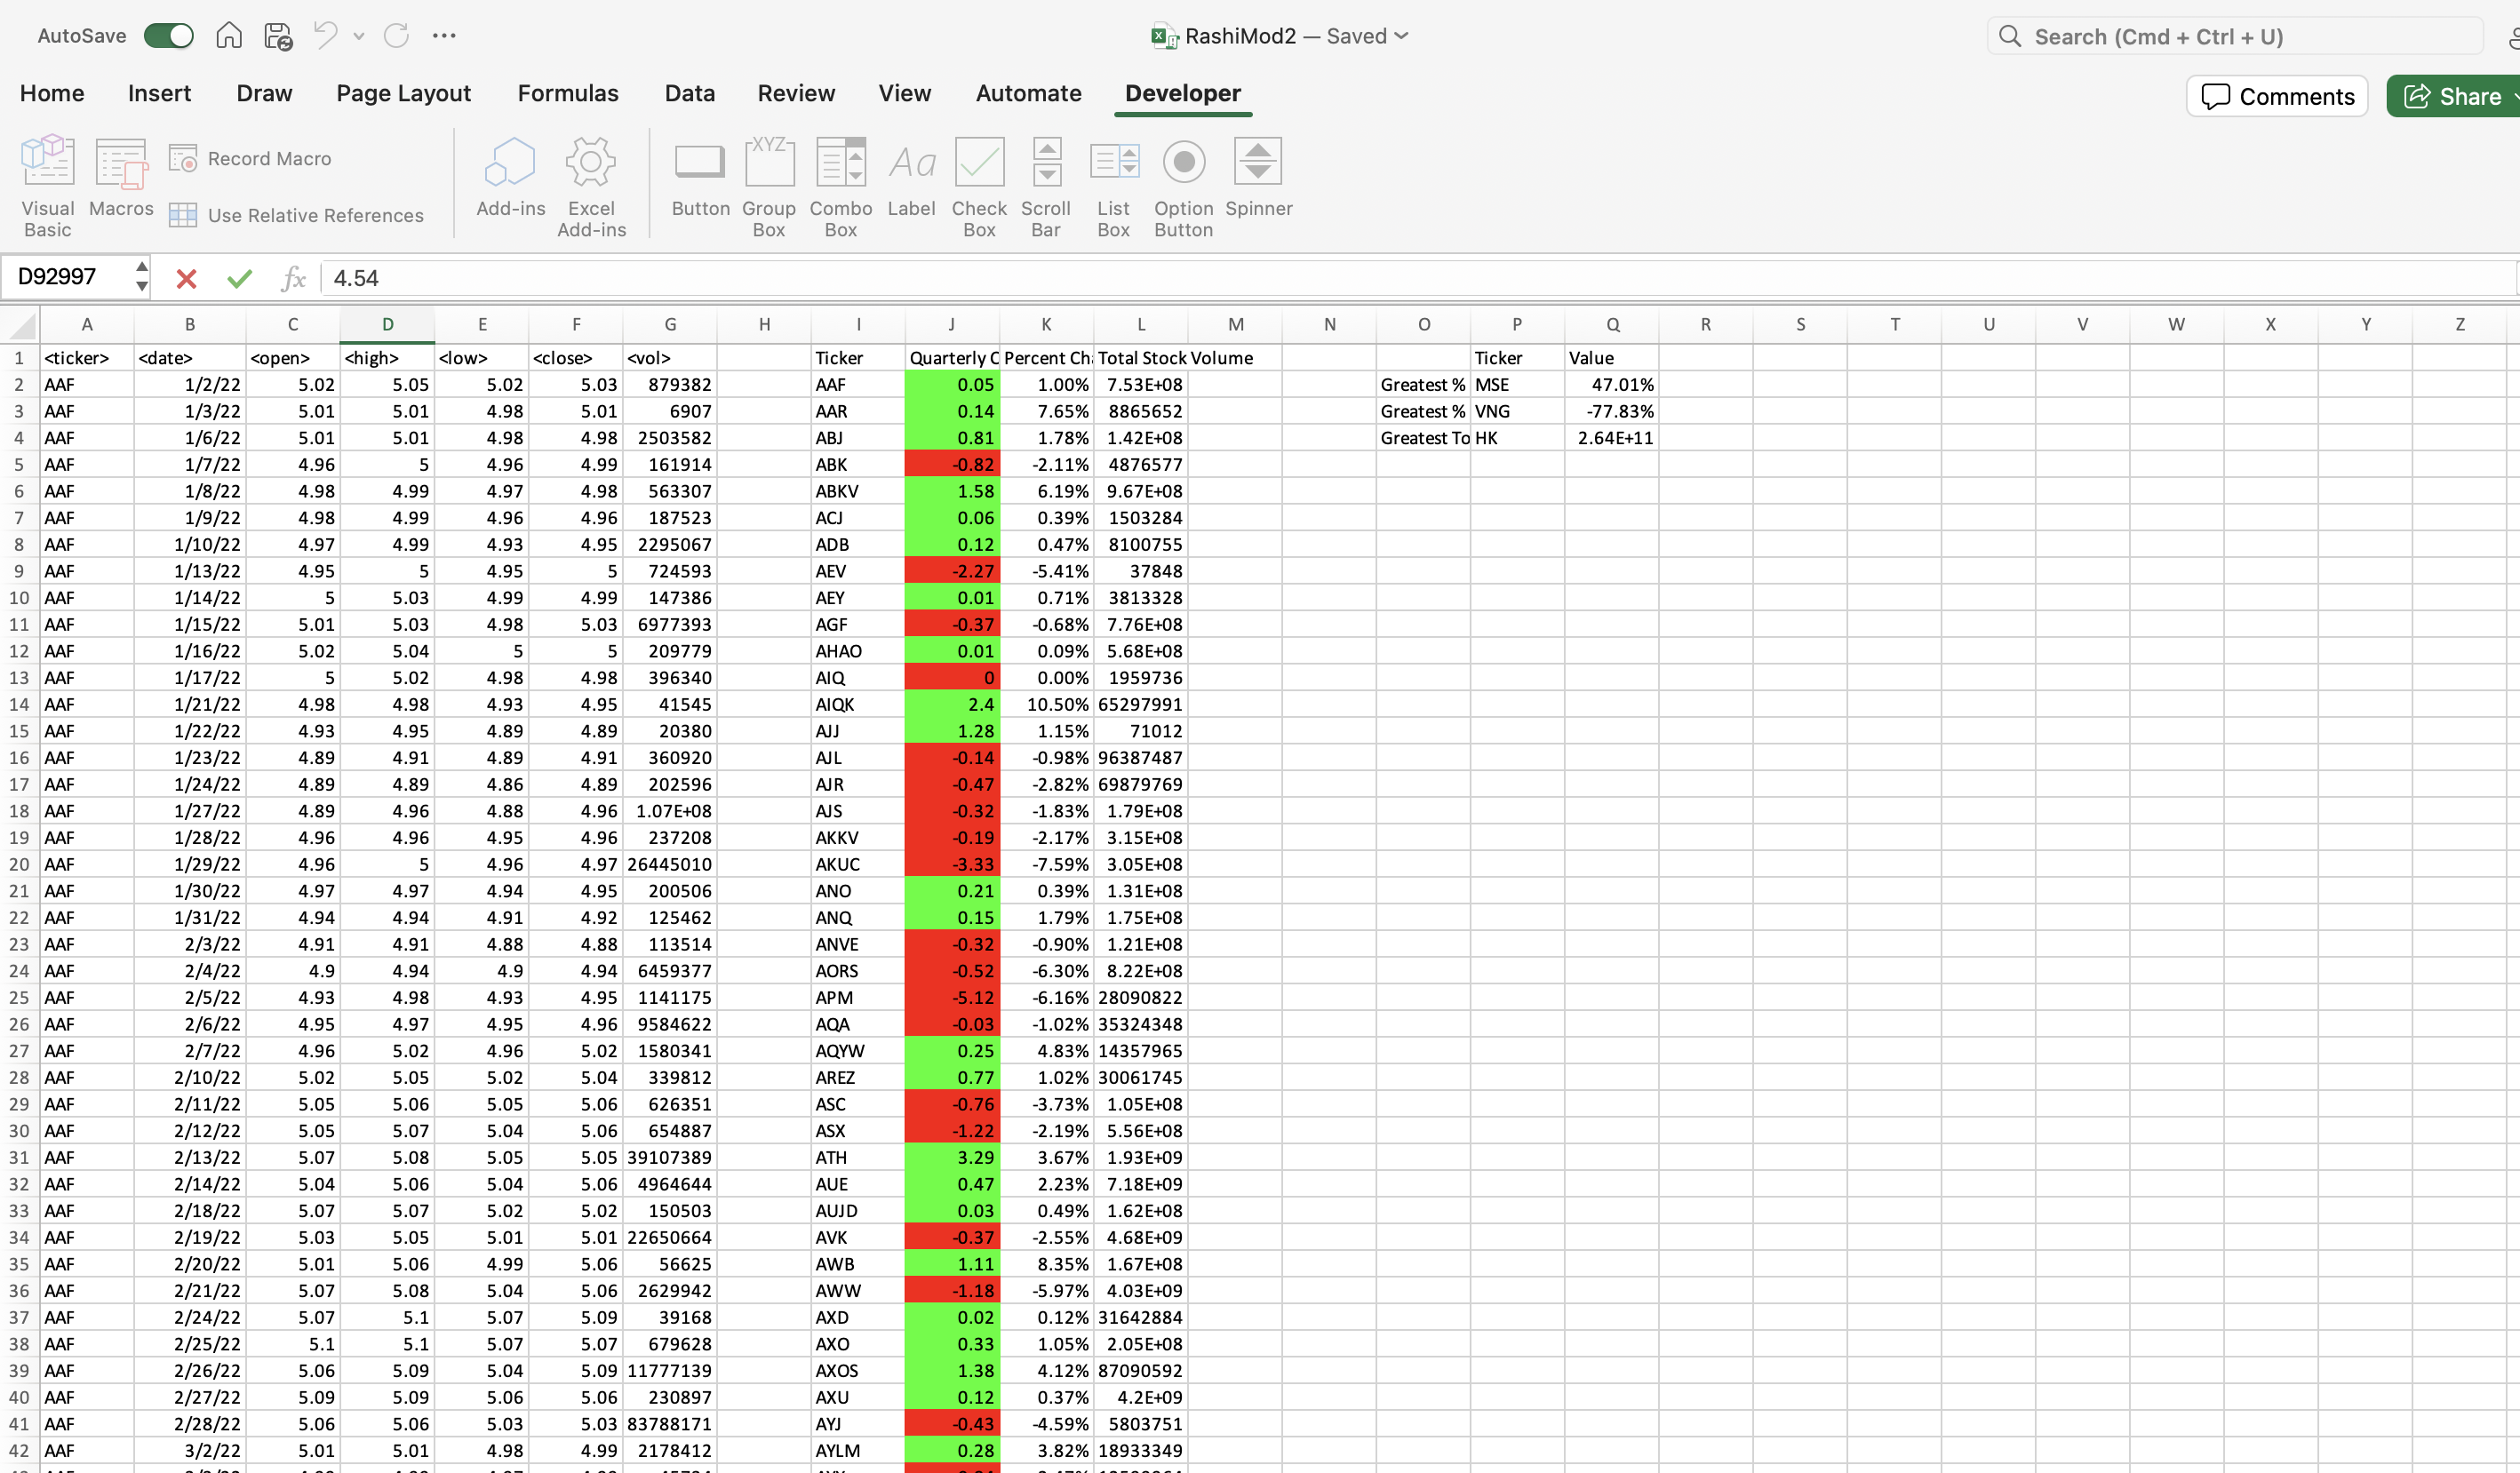 AutoSave RashiMod2 — Saved Search (Cmd + Ctrl + U)
Home Insert Draw Page Layout Formulas Data Review View Automate Developer Comments Share
Record Macro XYZ Aa
Visual Basic Macros Use Relative References Add-ins Excel Add-ins Button Group Box Combo Box Label Check Box Scroll Bar List Box Option Button Spinner
D92997 fx 4.54
A B C D E F G H I J K L M N O P Q R S T U V W X Y Z
1 <ticker> <date> <open> <high> <low> <close> <vol> Ticker Quarterly C Percent Ch Total Stock Volume Ticker Value
2 AAF 1/2/22 5.02 5.05 5.02 5.03 879382 AAF 0.05 1.00% 7.53E+08 Greatest % MSE 47.01%
3 AAF 1/3/22 5.01 5.01 4.98 5.01 6907 AAR 0.14 7.65% 8865652 Greatest % VNG -77.83%
4 AAF 1/6/22 5.01 5.01 4.98 4.98 2503582 ABJ 0.81 1.78% 1.42E+08 Greatest To HK 2.64E+11
5 AAF 1/7/22 4.96 5 4.96 4.99 161914 ABK -0.82 -2.11% 4876577
6 AAF 1/8/22 4.98 4.99 4.97 4.98 563307 ABKV 1.58 6.19% 9.67E+08
7 AAF 1/9/22 4.98 4.99 4.96 4.96 187523 ACJ 0.06 0.39% 1503284
8 AAF 1/10/22 4.97 4.99 4.93 4.95 2295067 ADB 0.12 0.47% 8100755
9 AAF 1/13/22 4.95 5 4.95 5 724593 AEV -2.27 -5.41% 37848
10 AAF 1/14/22 5 5.03 4.99 4.99 147386 AEY 0.01 0.71% 3813328
11 AAF 1/15/22 5.01 5.03 4.98 5.03 6977393 AGF -0.37 -0.68% 7.76E+08
12 AAF 1/16/22 5.02 5.04 5 5 209779 AHAO 0.01 0.09% 5.68E+08
13 AAF 1/17/22 5 5.02 4.98 4.98 396340 AIQ 0 0.00% 1959736
14 AAF 1/21/22 4.98 4.98 4.93 4.95 41545 AIQK 2.4 10.50% 65297991
15 AAF 1/22/22 4.93 4.95 4.89 4.89 20380 AJJ 1.28 1.15% 71012
16 AAF 1/23/22 4.89 4.91 4.89 4.91 360920 AJL -0.14 -0.98% 96387487
17 AAF 1/24/22 4.89 4.89 4.86 4.89 202596 AJR -0.47 -2.82% 69879769
18 AAF 1/27/22 4.89 4.96 4.88 4.96 1.07E+08 AJS -0.32 -1.83% 1.79E+08
19 AAF 1/28/22 4.96 4.96 4.95 4.96 237208 AKKV -0.19 -2.17% 3.15E+08
20 AAF 1/29/22 4.96 5 4.96 4.97 26445010 AKUC -3.33 -7.59% 3.05E+08
21 AAF 1/30/22 4.97 4.97 4.94 4.95 200506 ANO 0.21 0.39% 1.31E+08
22 AAF 1/31/22 4.94 4.94 4.91 4.92 125462 ANQ 0.15 1.79% 1.75E+08
23 AAF 2/3/22 4.91 4.91 4.88 4.88 113514 ANVE -0.32 -0.90% 1.21E+08
24 AAF 2/4/22 4.9 4.94 4.9 4.94 6459377 AORS -0.52 -6.30% 8.22E+08
25 AAF 2/5/22 4.93 4.98 4.93 4.95 1141175 APM -5.12 -6.16% 28090822
26 AAF 2/6/22 4.95 4.97 4.95 4.96 9584622 AQA -0.03 -1.02% 35324348
27 AAF 2/7/22 4.96 5.02 4.96 5.02 1580341 AQYW 0.25 4.83% 14357965
28 AAF 2/10/22 5.02 5.05 5.02 5.04 339812 AREZ 0.77 1.02% 30061745
29 AAF 2/11/22 5.05 5.06 5.05 5.06 626351 ASC -0.76 -3.73% 1.05E+08
30 AAF 2/12/22 5.05 5.07 5.04 5.06 654887 ASX -1.22 -2.19% 5.56E+08
31 AAF 2/13/22 5.07 5.08 5.05 5.05 39107389 ATH 3.29 3.67% 1.93E+09
32 AAF 2/14/22 5.04 5.06 5.04 5.06 4964644 AUE 0.47 2.23% 7.18E+09
33 AAF 2/18/22 5.07 5.07 5.02 5.02 150503 AUJD 0.03 0.49% 1.62E+08
34 AAF 2/19/22 5.03 5.05 5.01 5.01 22650664 AVK -0.37 -2.55% 4.68E+09
35 AAF 2/20/22 5.01 5.06 4.99 5.06 56625 AWB 1.11 8.35% 1.67E+08
36 AAF 2/21/22 5.07 5.08 5.04 5.06 2629942 AWW -1.18 -5.97% 4.03E+09
37 AAF 2/24/22 5.07 5.1 5.07 5.09 39168 AXD 0.02 0.12% 31642884
38 AAF 2/25/22 5.1 5.1 5.07 5.07 679628 AXO 0.33 1.05% 2.05E+08
39 AAF 2/26/22 5.06 5.09 5.04 5.09 11777139 AXOS 1.38 4.12% 87090592
40 AAF 2/27/22 5.09 5.09 5.06 5.06 230897 AXU 0.12 0.37% 4.2E+09
41 AAF 2/28/22 5.06 5.06 5.03 5.03 83788171 AYJ -0.43 -4.59% 5803751
42 AAF 3/2/22 5.01 5.01 4.98 4.99 2178412 AYLM 0.28 3.82% 18933349